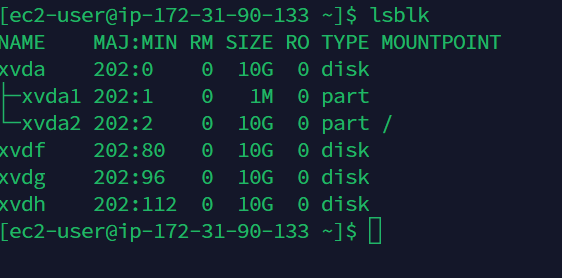 [ec2-user@ip-172-31-90-133 ~]$ lsblk
NAME    MAJ:MIN RM SIZE RO TYPE MOUNTPOINT
xvda    202:0    0  10G  0 disk
├─xvda1 202:1    0   1M  0 part
└─xvda2 202:2    0  10G  0 part /
xvdf    202:80   0  10G  0 disk
xvdg    202:96   0  10G  0 disk
xvdh    202:112  0  10G  0 disk
[ec2-user@ip-172-31-90-133 ~]$